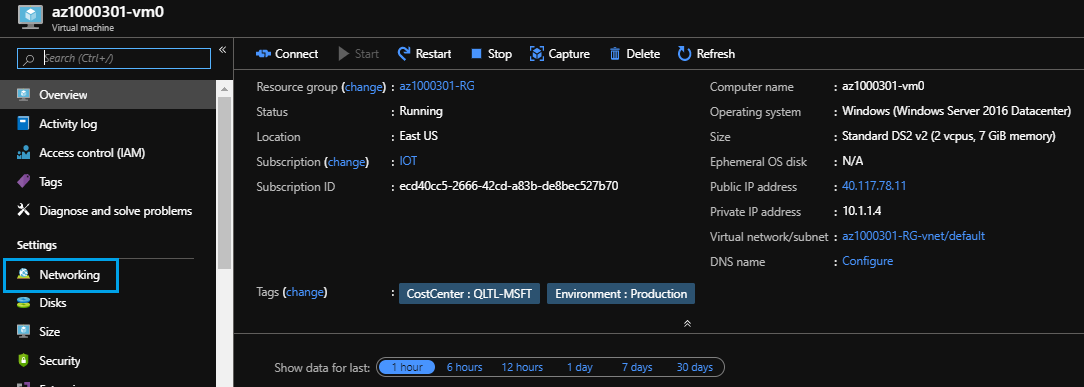 az1000301-vm0
Virtual machine
Search (Ctrl+/)
«
Overview
Activity log
Access control (IAM)
Tags
Diagnose and solve problems
Settings
Networking
Disks
Size
Security
Connect Start Restart Stop Capture Delete Refresh
Resource group (change) : az1000301-RG
Status : Running
Location : East US
Subscription (change) : IOT
Subscription ID : ecd40cc5-2666-42cd-a83b-de8bec527b70
Computer name : az1000301-vm0
Operating system : Windows (Windows Server 2016 Datacenter)
Size : Standard DS2 v2 (2 vcpus, 7 GiB memory)
Ephemeral OS disk : N/A
Public IP address : 40.117.78.11
Private IP address : 10.1.1.4
Virtual network/subnet : az1000301-RG-vnet/default
DNS name : Configure
Tags (change) : CostCenter : QLTL-MSFT Environment : Production
Show data for last: 1 hour 6 hours 12 hours 1 day 7 days 30 days